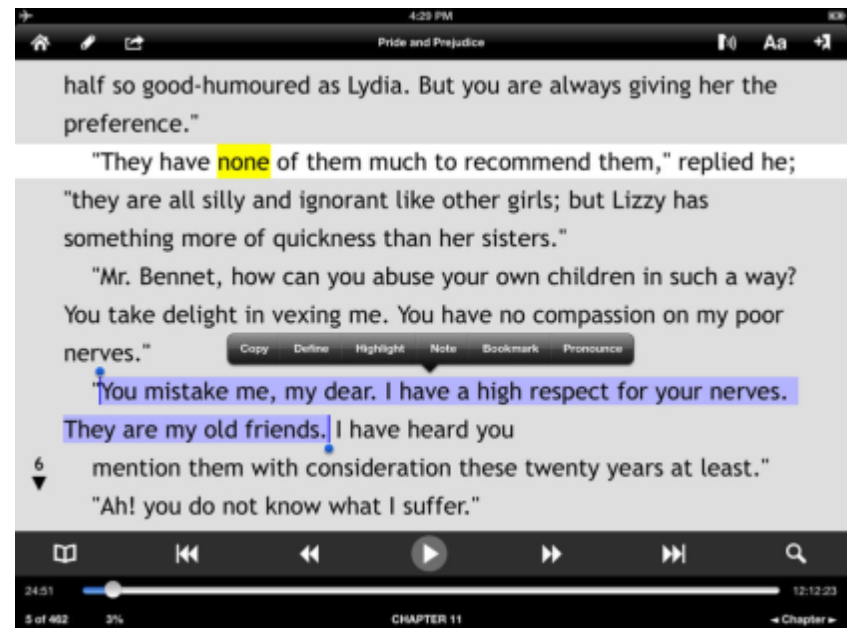 4:29 PM
Pride and Prejudice
Aa
half so good-humoured as Lydia. But you are always giving her the
preference."
"They have none of them much to recommend them," replied he;
"they are all silly and ignorant like other girls; but Lizzy has
something more of quickness than her sisters."
"Mr. Bennet, how can you abuse your own children in such a way?
You take delight in vexing me. You have no compassion on my poor
nerves."
Copy Define Highlight Note Bookmark Pronounce
"You mistake me, my dear. I have a high respect for your nerves.
They are my old friends. I have heard you
6
mention them with consideration these twenty years at least."
"Ah! you do not know what I suffer."
24:51 12:12:23
5 of 462 3% CHAPTER 11 Chapter